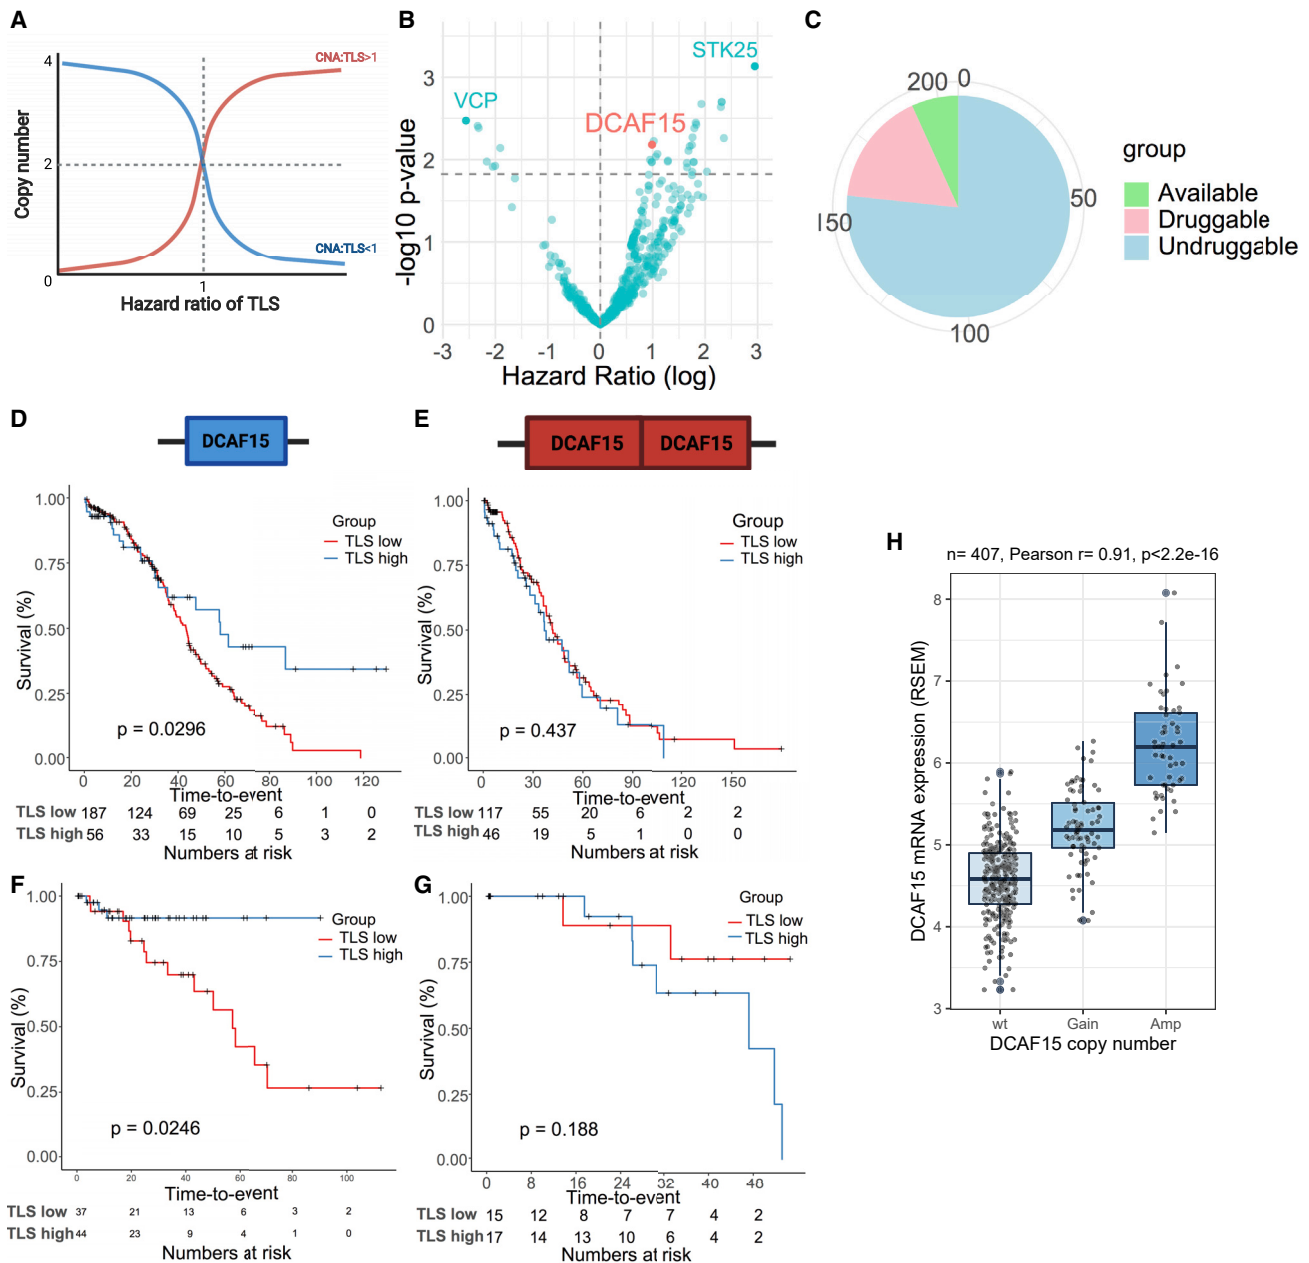 A
4
CNA:TLS>1
Copy number
2
CNA:TLS<1
0
1
Hazard ratio of TLS
B
STK25
3
VCP
DCAF15
-log10 p-value
2
1
0
-3 -2 -1 0 1 2 3
Hazard Ratio (log)
C
200 0
50
150
100
group
Available
Druggable
Undruggable
D
DCAF15
1.00
Group
TLS low
TLS high
0.75
Survival (%)
0.50
0.25
p = 0.0296
0.00
0 20 40 60 80 100 120
Time-to-event
TLS low 187 124 69 25 6 1 0
TLS high 56 33 15 10 5 3 2
Numbers at risk
E
DCAF15 DCAF15
1.00
Group
TLS low
TLS high
0.75
Survival (%)
0.50
0.25
p = 0.437
0.00
0 30 60 90 120 150
Time-to-event
TLS low 117 55 20 6 2 2
TLS high 46 19 5 1 0 0
Numbers at risk
F
1.00
Group
TLS low
TLS high
0.75
Survival (%)
0.50
0.25
p = 0.0246
0.00
0 20 40 60 80 100
Time-to-event
TLS low 37 21 13 6 3 2
TLS high 44 23 9 4 1 0
Numbers at risk
G
1.00
Group
TLS low
TLS high
0.75
Survival (%)
0.50
0.25
p = 0.188
0.00
0 8 16 24 32 40 40
Time-to-event
TLS low 15 12 8 7 7 4 2
TLS high 17 14 13 10 6 4 2
Numbers at risk
H
n= 407, Pearson r= 0.91, p<2.2e-16
8
7
DCAF15 mRNA expression (RSEM)
6
5
4
3
wt Gain Amp
DCAF15 copy number